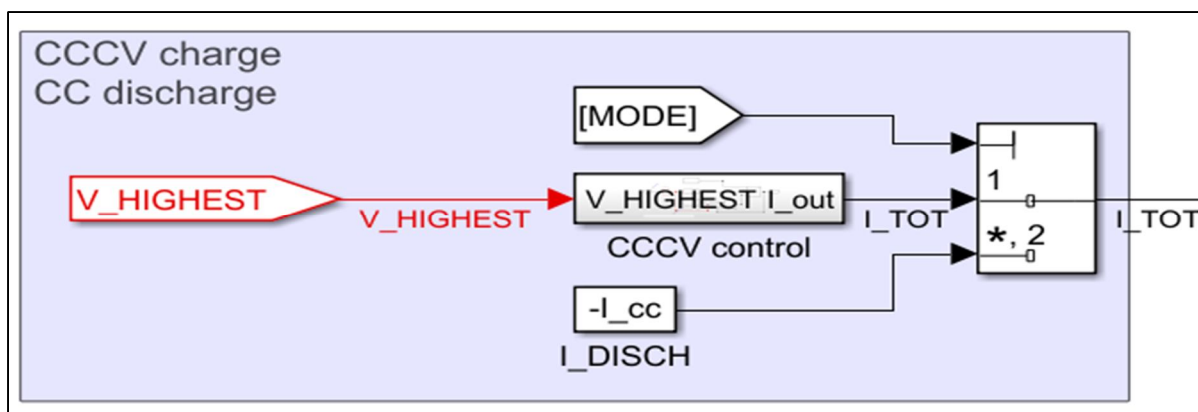 CCCV charge
CC discharge
[MODE]
V_HIGHEST
V_HIGHEST
V_HIGHEST I_out
CCCV control
I_TOT
1
*, 2
I_TOT
-I_cc
I_DISCH